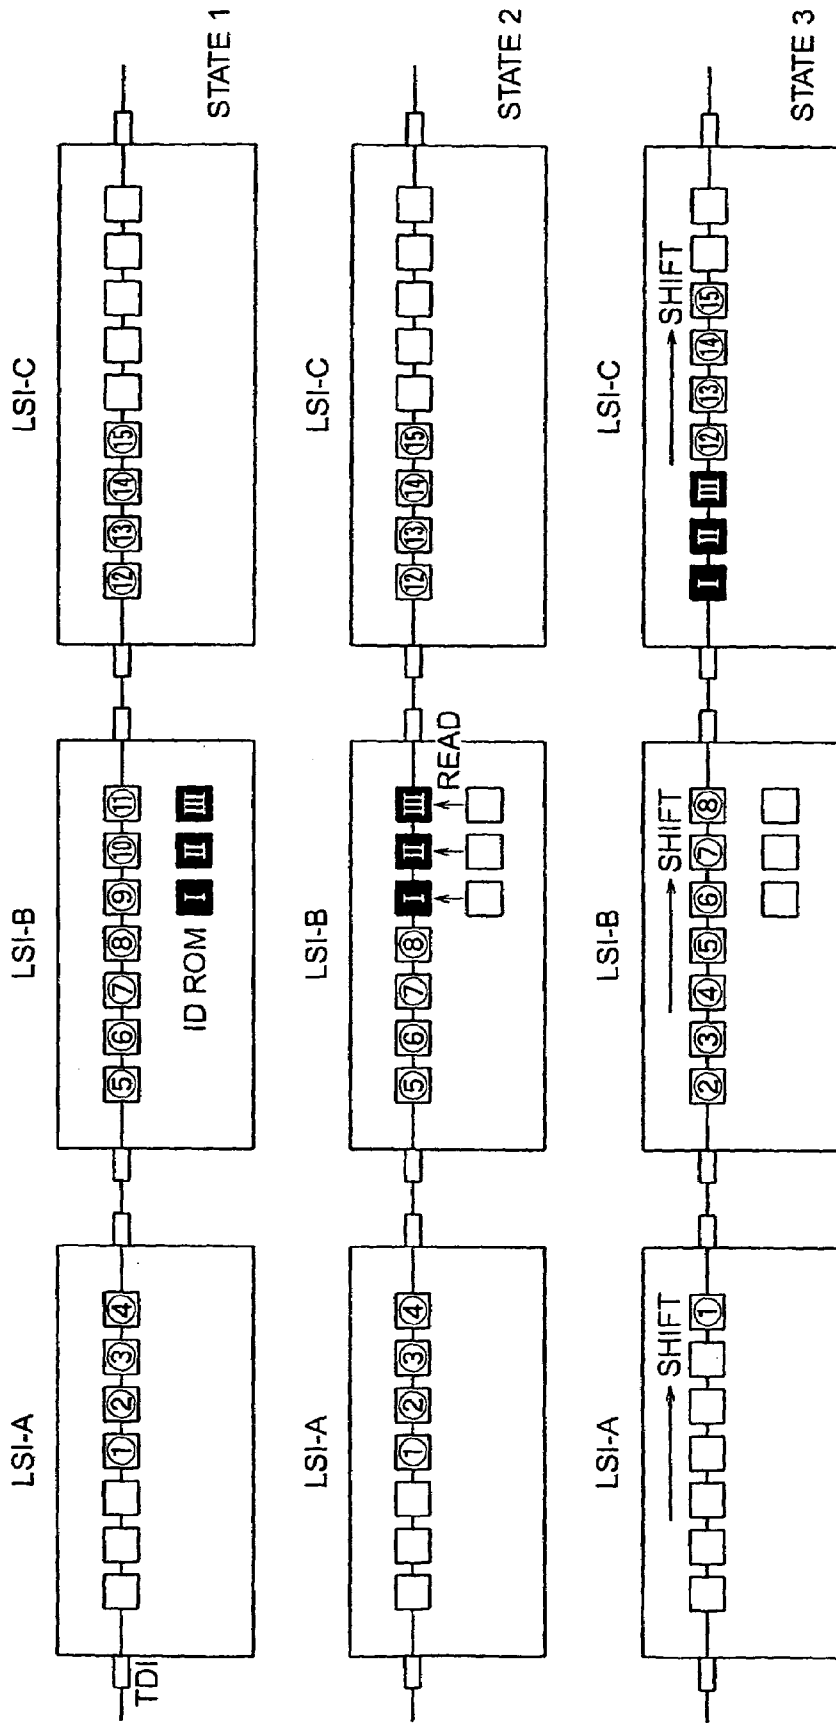 LSI-A LSI-B LSI-C
① ② ③ ④ ⑤ ⑥ ⑦ ⑧ ⑨ ⑩ ⑪ ⑫ ⑬ ⑭ ⑮
TDI
ID ROM I II III
STATE 1
LSI-A LSI-B LSI-C
① ② ③ ④ ⑤ ⑥ ⑦ ⑧ I II III ⑫ ⑬ ⑭ ⑮
READ
STATE 2
LSI-A LSI-B LSI-C
SHIFT SHIFT SHIFT
① ② ③ ④ ⑤ ⑥ ⑦ ⑧ I II III ⑫ ⑬ ⑭ ⑮
STATE 3